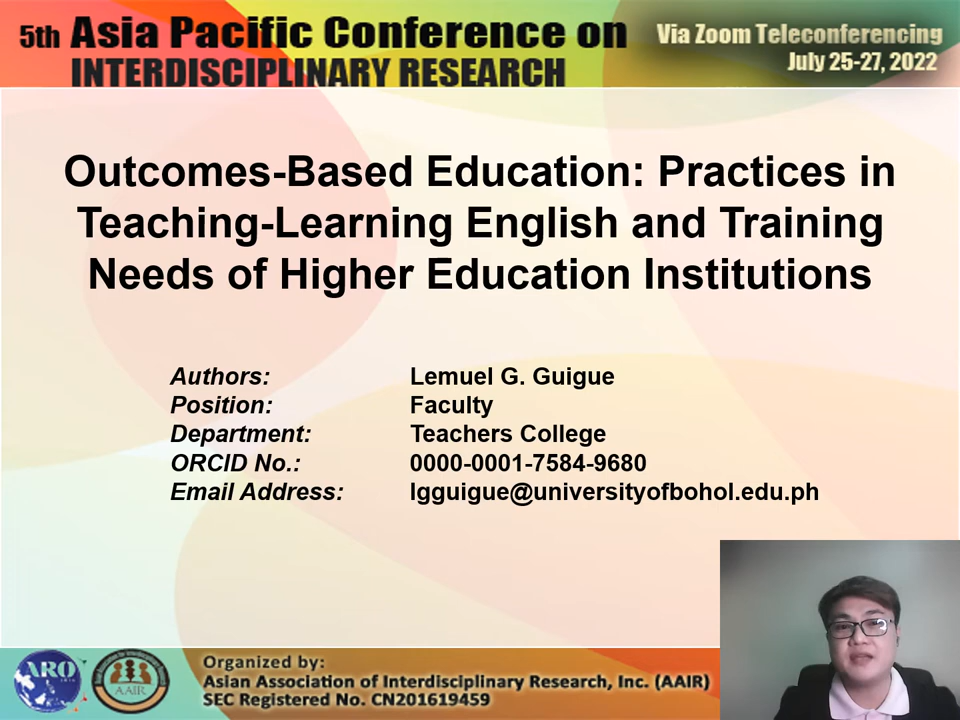 5th Asia Pacific Conference on
INTERDISCIPLINARY RESEARCH
Via Zoom Teleconferencing
July 25-27, 2022
Outcomes-Based Education: Practices in
Teaching-Learning English and Training
Needs of Higher Education Institutions
Authors: Lemuel G. Guigue
Position: Faculty
Department: Teachers College
ORCID No.: 0000-0001-7584-9680
Email Address: lgguigue@universityofbohol.edu.ph
ARO
AAIR
Organized by:
Asian Association of Interdisciplinary Research, Inc. (AAIR)
SEC Registered No. CN201619459